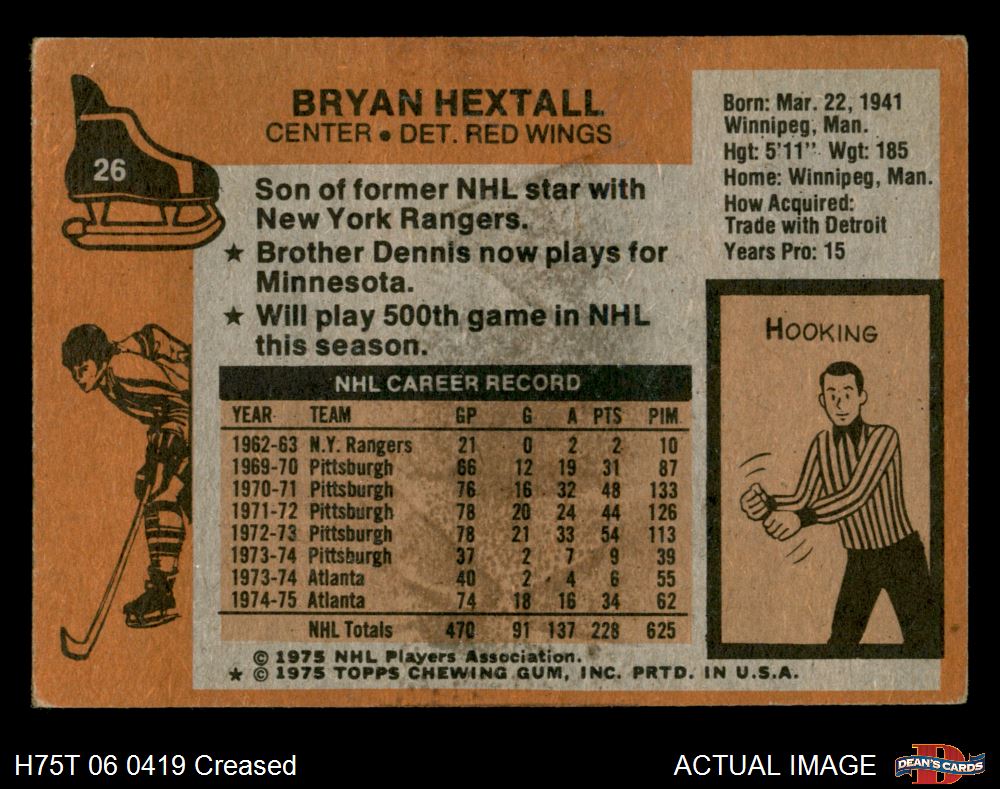 26
BRYAN HEXTALL
CENTER • DET. RED WINGS
Son of former NHL star with
New York Rangers.
★ Brother Dennis now plays for
Minnesota.
★ Will play 500th game in NHL
this season.
Born: Mar. 22, 1941
Winnipeg, Man.
Hgt: 5'11" Wgt: 185
Home: Winnipeg, Man.
How Acquired:
Trade with Detroit
Years Pro: 15
HOOKING
NHL CAREER RECORD
YEAR TEAM GP G A PTS PIM
1962-63 N.Y. Rangers 21 0 2 2 10
1969-70 Pittsburgh 66 12 19 31 87
1970-71 Pittsburgh 76 16 32 48 133
1971-72 Pittsburgh 78 20 24 44 126
1972-73 Pittsburgh 78 21 33 54 113
1973-74 Pittsburgh 37 2 7 9 39
1973-74 Atlanta 40 2 4 6 55
1974-75 Atlanta 74 18 16 34 62
NHL Totals 470 91 137 228 625
© 1975 NHL Players Association.
★ © 1975 TOPPS CHEWING GUM, INC. PRTD. IN U.S.A.
H75T 06 0419 Creased
ACTUAL IMAGE
D
DEAN'S CARDS